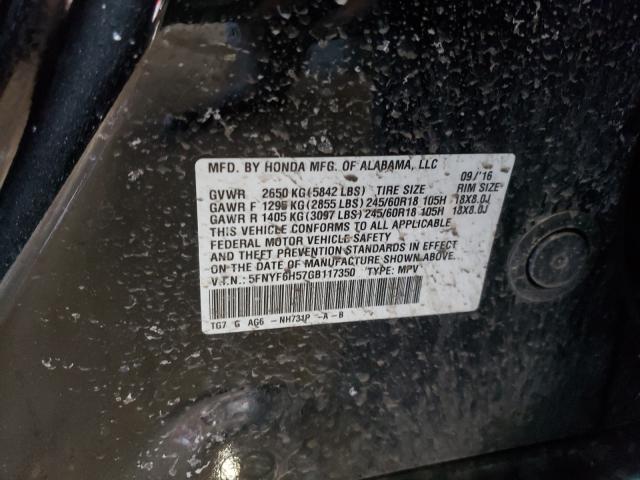 MFD. BY HONDA MFG. OF ALABAMA, LLC 09/'16
GVWR 2650 KG (5842 LBS) TIRE SIZE RIM SIZE
GAWR F 1295 KG (2855 LBS) 245/60R18 105H 18X8.0J
GAWR R 1405 KG (3097 LBS) 245/60R18 105H 18X8.0J
THIS VEHICLE CONFORMS TO ALL APPLICABLE
FEDERAL MOTOR VEHICLE SAFETY
AND THEFT PREVENTION STANDARDS IN EFFECT
ON THE DATE OF MANUFACTURE SHOWN ABOVE.
V.I.N.: 5FNYF6H57GB117350 TYPE: MPV
TG7 G AG6 -NH731P -A-B